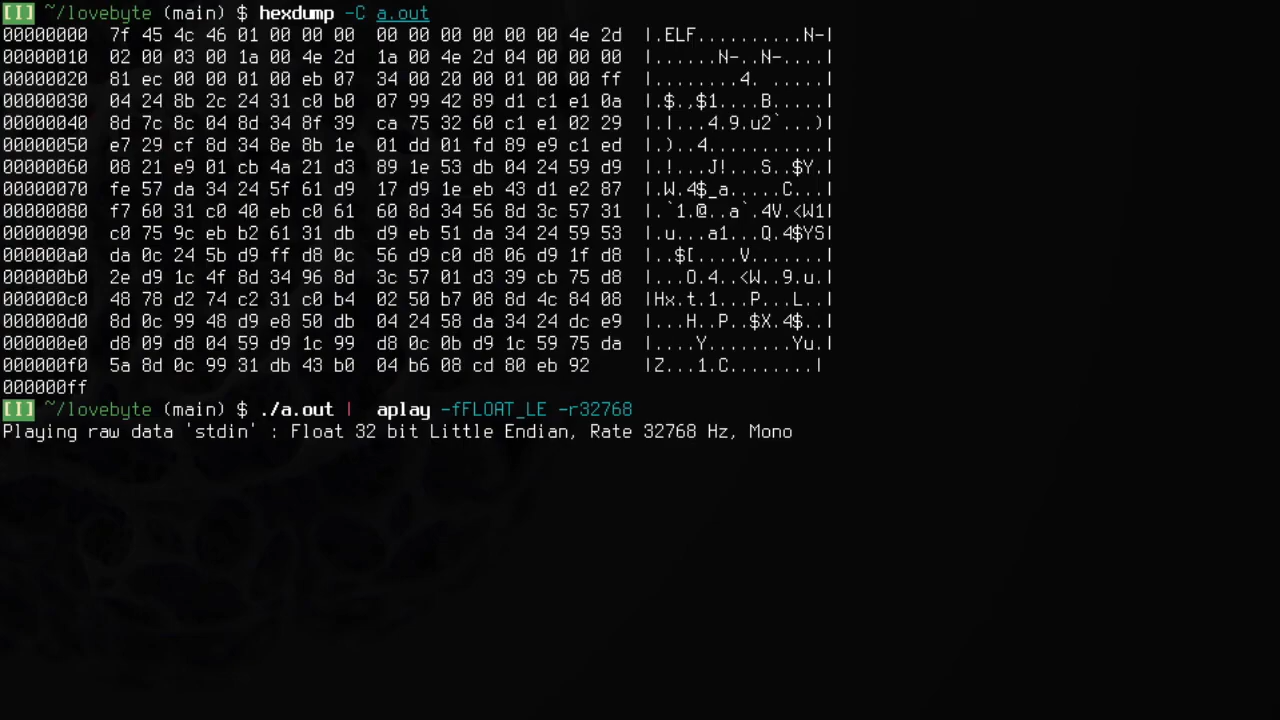 [I] ~/lovebyte (main) $ hexdump -C a.out
00000000  7f 45 4c 46 01 00 00 00  00 00 00 00 00 00 4e 2d  |.ELF..........N-|
00000010  02 00 03 00 1a 00 4e 2d  1a 00 4e 2d 04 00 00 00  |......N-..N-....|
00000020  81 ec 00 00 01 00 eb 07  34 00 20 00 01 00 00 ff  |........4. .....|
00000030  04 24 8b 2c 24 31 c0 b0  07 99 42 89 d1 c1 e1 0a  |.$.,$1....B.....|
00000040  8d 7c 8c 04 8d 34 8f 39  ca 75 32 60 c1 e1 02 29  |.|...4.9.u2`...)|
00000050  e7 29 cf 8d 34 8e 8b 1e  01 dd 01 fd 89 e9 c1 ed  |.)..4...........|
00000060  08 21 e9 01 cb 4a 21 d3  89 1e 53 db 04 24 59 d9  |.!...J!...S..$Y.|
00000070  fe 57 da 34 24 5f 61 d9  17 d9 1e eb 43 d1 e2 87  |.W.4$_a.....C...|
00000080  f7 60 31 c0 40 eb c0 61  60 8d 34 56 8d 3c 57 31  |.`1.@..a`.4V.<W1|
00000090  c0 75 9c eb b2 61 31 db  d9 eb 51 da 34 24 59 53  |.u...a1...Q.4$YS|
000000a0  da 0c 24 5b d9 ff d8 0c  56 d9 c0 d8 06 d9 1f d8  |..$[....V.......|
000000b0  2e d9 1c 4f 8d 34 96 8d  3c 57 01 d3 39 cb 75 d8  |...O.4..<W..9.u.|
000000c0  48 78 d2 74 c2 31 c0 b4  02 50 b7 08 8d 4c 84 08  |Hx.t.1...P...L..|
000000d0  8d 0c 99 48 d9 e8 50 db  04 24 58 da 34 24 dc e9  |...H..P..$X.4$..|
000000e0  d8 09 d8 04 59 d9 1c 99  d8 0c 0b d9 1c 59 75 da  |....Y........Yu.|
000000f0  5a 8d 0c 99 31 db 43 b0  04 b6 08 cd 80 eb 92     |Z...1.C........|
000000ff
[I] ~/lovebyte (main) $ ./a.out |  aplay -fFLOAT_LE -r32768
Playing raw data 'stdin' : Float 32 bit Little Endian, Rate 32768 Hz, Mono